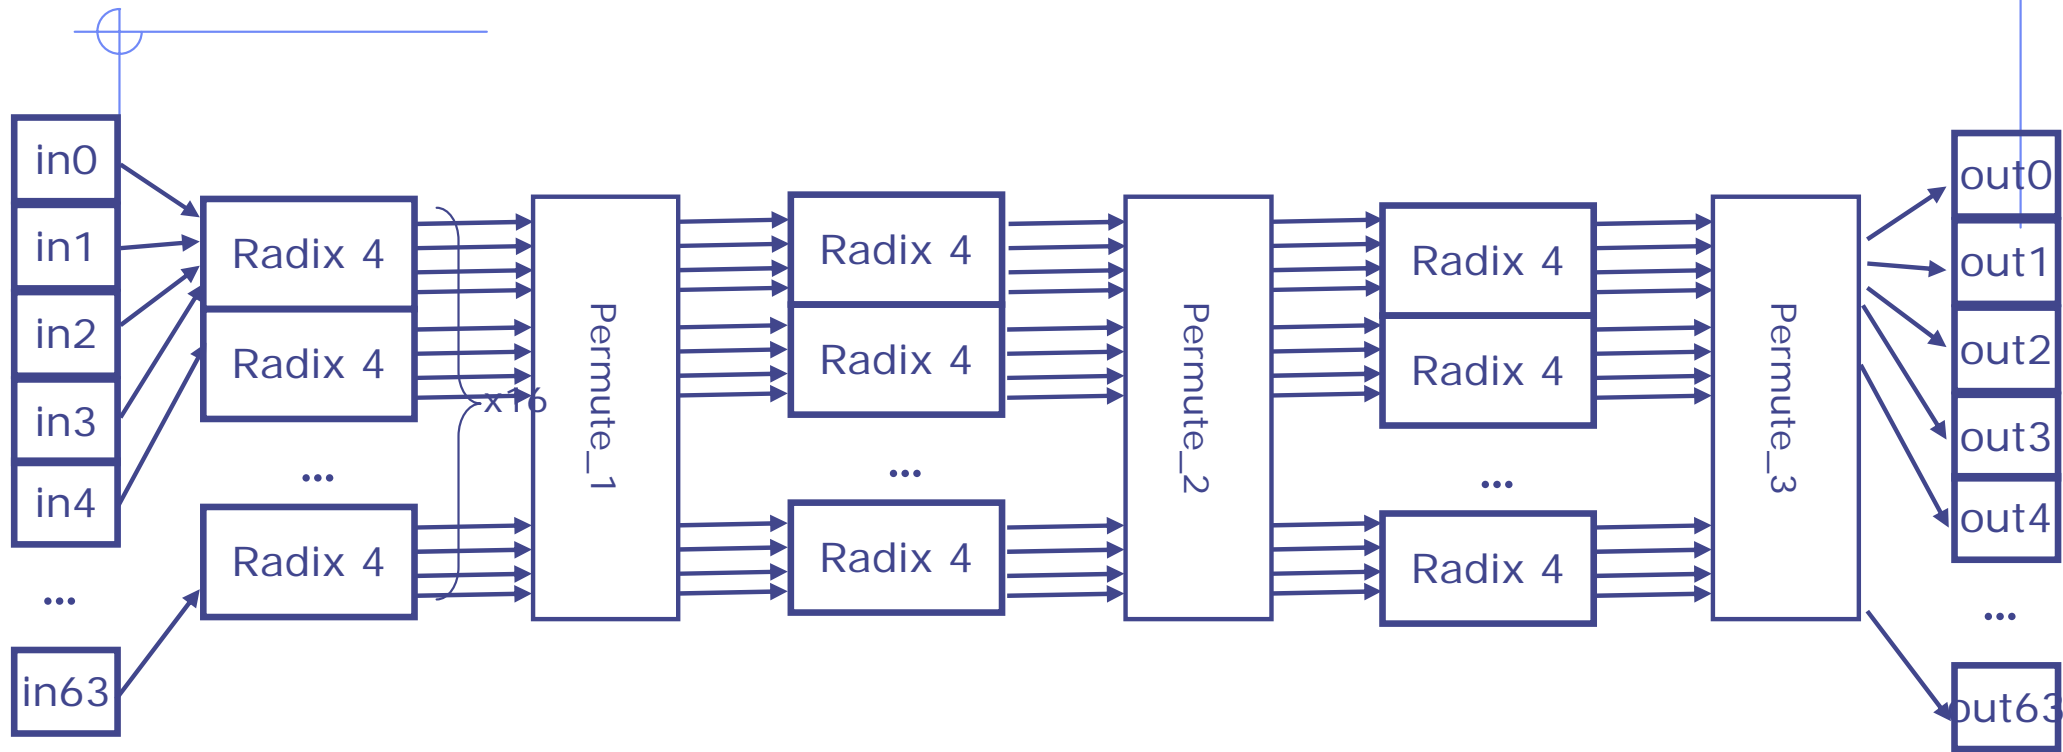 in0
in1
in2
in3
in4
...
in63
Radix 4
Radix 4
...
Radix 4
x16
Permute_1
Radix 4
Radix 4
...
Radix 4
Permute_2
Radix 4
Radix 4
...
Radix 4
Permute_3
out0
out1
out2
out3
out4
...
out63